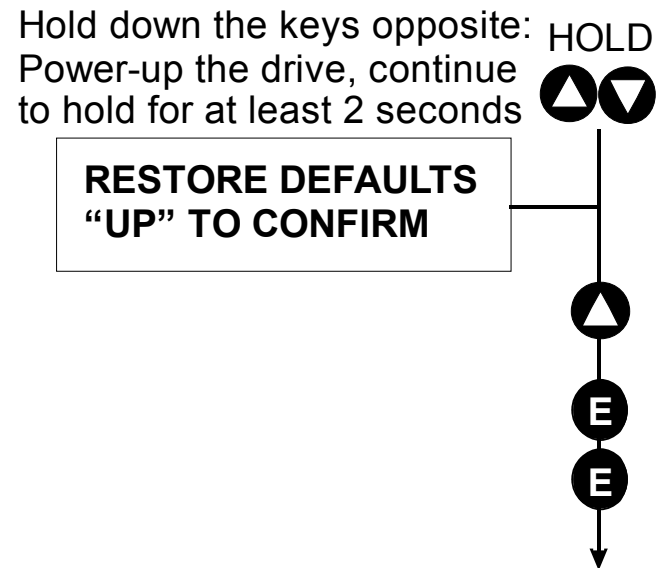 Hold down the keys opposite:
HOLD
Power-up the drive, continue
to hold for at least 2 seconds
RESTORE DEFAULTS
“UP” TO CONFIRM
E
E